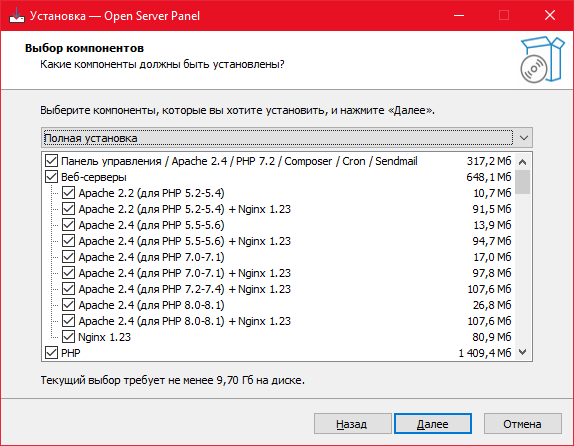 Установка — Open Server Panel
Выбор компонентов
Какие компоненты должны быть установлены?
Выберите компоненты, которые вы хотите установить, и нажмите «Далее».
Полная установка
Панель управления / Apache 2.4 / PHP 7.2 / Composer / Cron / Sendmail 317,2 Мб
Веб-серверы 648,1 Мб
Apache 2.2 (для PHP 5.2-5.4) 10,7 Мб
Apache 2.2 (для PHP 5.2-5.4) + Nginx 1.23 91,5 Мб
Apache 2.4 (для PHP 5.5-5.6) 13,9 Мб
Apache 2.4 (для PHP 5.5-5.6) + Nginx 1.23 94,7 Мб
Apache 2.4 (для PHP 7.0-7.1) 17,0 Мб
Apache 2.4 (для PHP 7.0-7.1) + Nginx 1.23 97,8 Мб
Apache 2.4 (для PHP 7.2-7.4) + Nginx 1.23 107,6 Мб
Apache 2.4 (для PHP 8.0-8.1) 26,8 Мб
Apache 2.4 (для PHP 8.0-8.1) + Nginx 1.23 107,6 Мб
Nginx 1.23 80,9 Мб
PHP 1 409,4 Мб
Текущий выбор требует не менее 9,70 Гб на диске.
Назад Далее Отмена